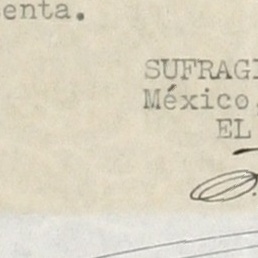 enta.
SUFRAGI
México,
EL